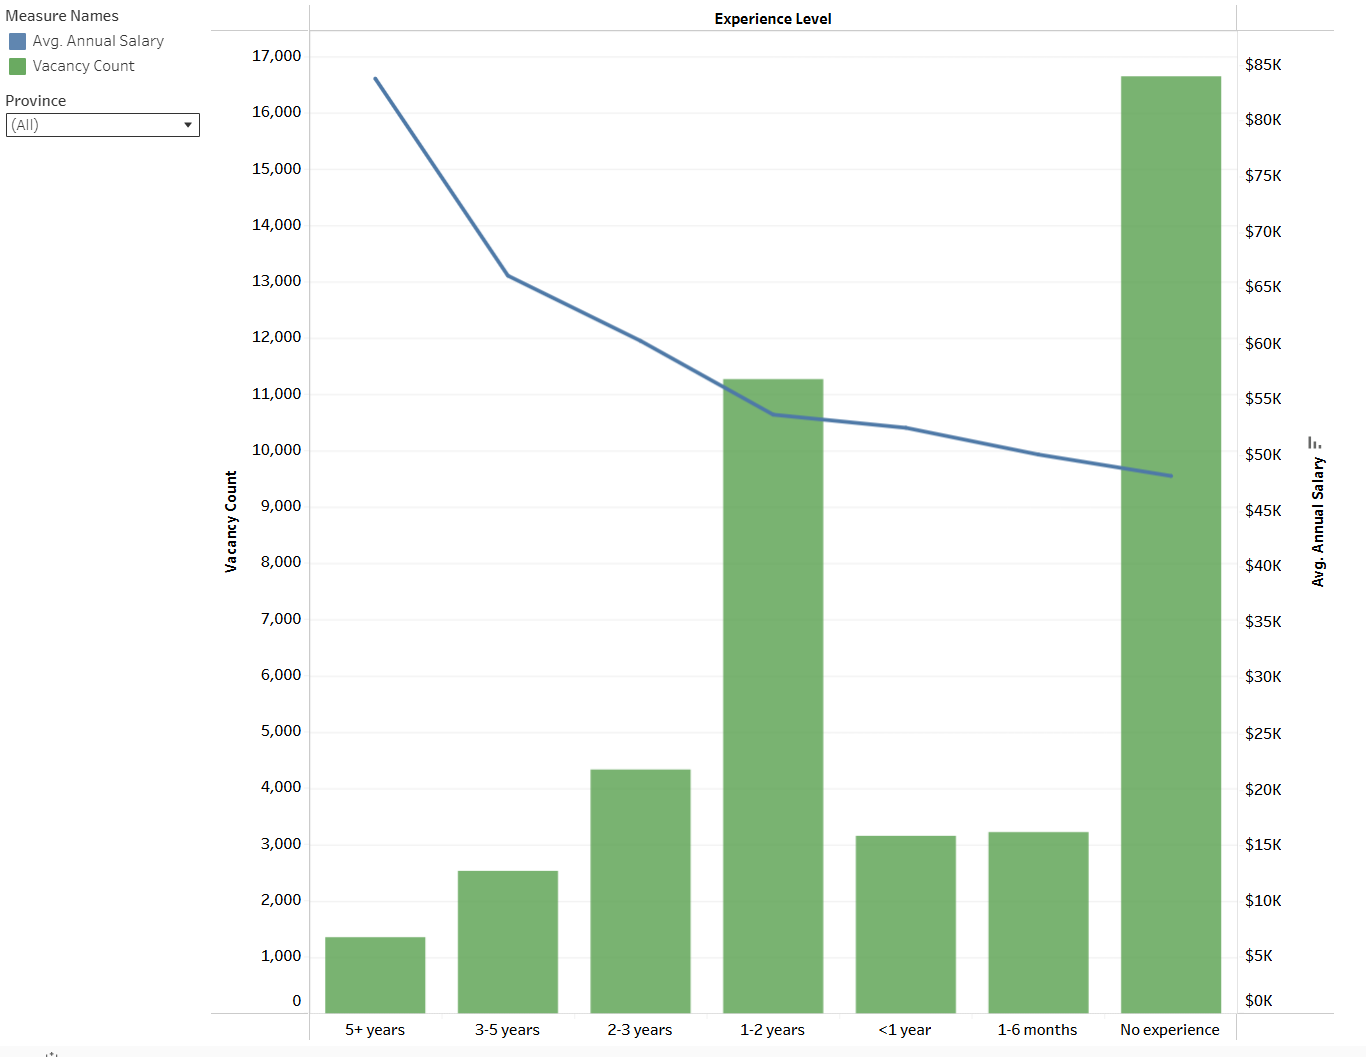 Measure Names
Avg. Annual Salary
Vacancy Count
Province
(All)
Experience Level
17,000
16,000
15,000
14,000
13,000
12,000
11,000
10,000
9,000
8,000
7,000
6,000
5,000
4,000
3,000
2,000
1,000
0
Vacancy Count
$85K
$80K
$75K
$70K
$65K
$60K
$55K
$50K
$45K
$40K
$35K
$30K
$25K
$20K
$15K
$10K
$5K
$0K
Avg. Annual Salary
5+ years
3-5 years
2-3 years
1-2 years
<1 year
1-6 months
No experience